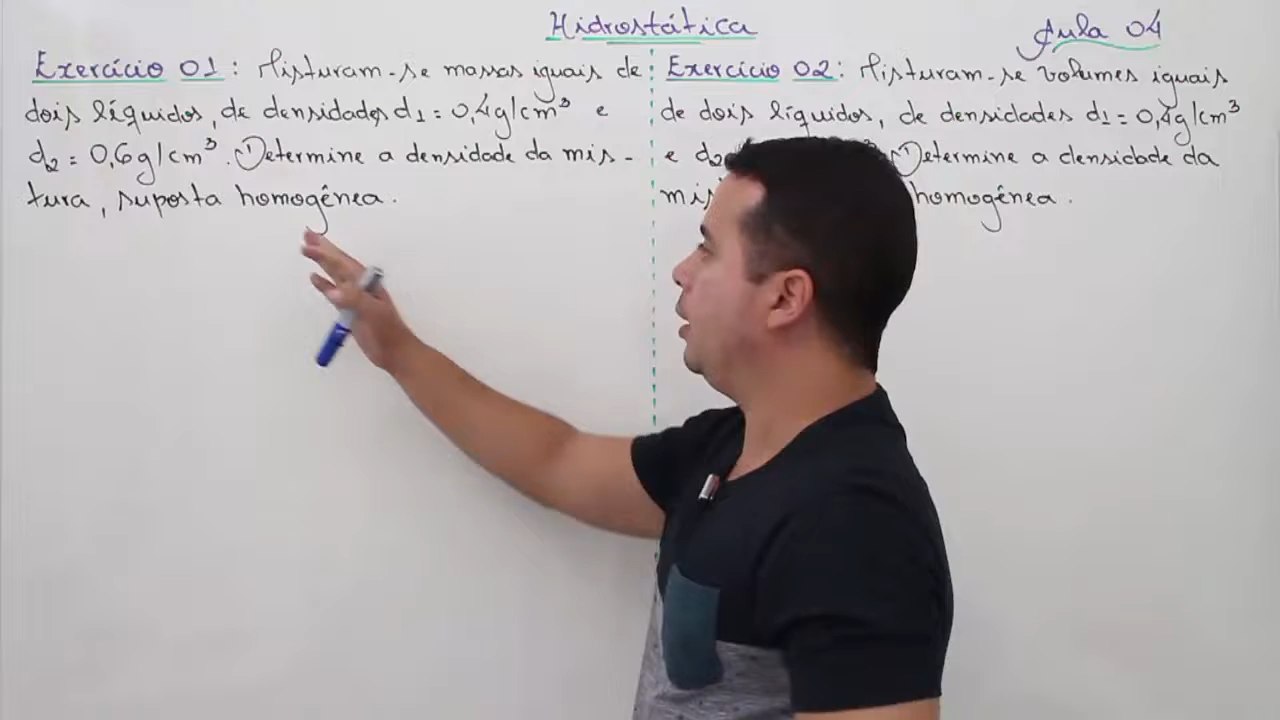 Hidrostática
Aula 04
Exercício 01: Misturam-se massas iguais de
dois líquidos, de densidades d1 = 0,4g/cm³ e
d2 = 0,6g/cm³. Determine a densidade da mis-
tura, suposta homogênea.
Exercício 02: Misturam-se volumes iguais
de dois líquidos, de densidades d1 = 0,4g/cm³
e Determine a densidade da
homogênea.